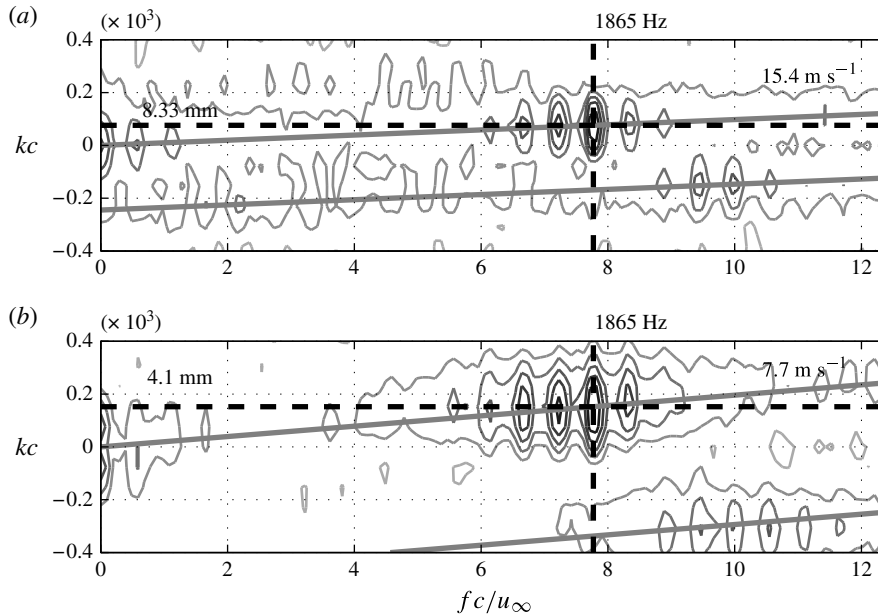 (a) (× 10³) 1865 Hz
0.4
0.2
0
−0.2
−0.4
kc
8.33 mm
15.4 m s⁻¹
0 2 4 6 8 10 12
(b) (× 10³) 1865 Hz
0.4
0.2
0
−0.2
−0.4
kc
4.1 mm
7.7 m s⁻¹
0 2 4 6 8 10 12
fc/u∞